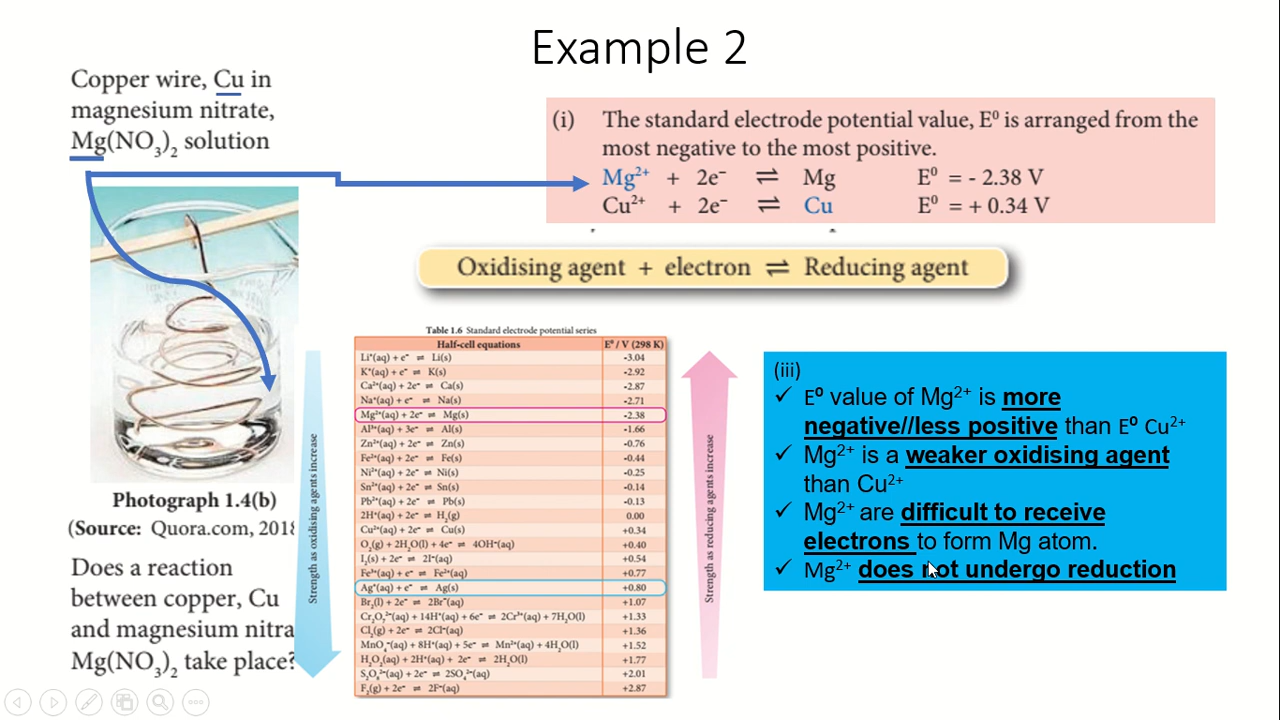 Example 2
Copper wire, Cu in
magnesium nitrate,
Mg(NO₃)₂ solution
(i) The standard electrode potential value, E⁰ is arranged from the
most negative to the most positive.
Mg²⁺ + 2e⁻ ⇌ Mg E⁰ = - 2.38 V
Cu²⁺ + 2e⁻ ⇌ Cu E⁰ = + 0.34 V
Oxidising agent + electron ⇌ Reducing agent
Photograph 1.4(b)
(Source: Quora.com, 2018
Does a reaction
between copper, Cu
and magnesium nitra
Mg(NO₃)₂ take place?
Strength as oxidising agents increase
Table 1.6 Standard electrode potential series
Half-cell equations E⁰ / V (298 K)
Li⁺(aq) + e⁻ ⇌ Li(s) -3.04
K⁺(aq) + e⁻ ⇌ K(s) -2.92
Ca²⁺(aq) + 2e⁻ ⇌ Ca(s) -2.87
Na⁺(aq) + e⁻ ⇌ Na(s) -2.71
Mg²⁺(aq) + 2e⁻ ⇌ Mg(s) -2.38
Al³⁺(aq) + 3e⁻ ⇌ Al(s) -1.66
Zn²⁺(aq) + 2e⁻ ⇌ Zn(s) -0.76
Fe²⁺(aq) + 2e⁻ ⇌ Fe(s) -0.44
Ni²⁺(aq) + 2e⁻ ⇌ Ni(s) -0.25
Sn²⁺(aq) + 2e⁻ ⇌ Sn(s) -0.14
Pb²⁺(aq) + 2e⁻ ⇌ Pb(s) -0.13
2H⁺(aq) + 2e⁻ ⇌ H₂(g) 0.00
Cu²⁺(aq) + 2e⁻ ⇌ Cu(s) +0.34
O₂(g) + 2H₂O(l) + 4e⁻ ⇌ 4OH⁻(aq) +0.40
I₂(s) + 2e⁻ ⇌ 2I⁻(aq) +0.54
Fe³⁺(aq) + e⁻ ⇌ Fe²⁺(aq) +0.77
Ag⁺(aq) + e⁻ ⇌ Ag(s) +0.80
Br₂(l) + 2e⁻ ⇌ 2Br⁻(aq) +1.07
Cr₂O₇²⁻(aq) + 14H⁺(aq) + 6e⁻ ⇌ 2Cr³⁺(aq) + 7H₂O(l) +1.33
Cl₂(g) + 2e⁻ ⇌ 2Cl⁻(aq) +1.36
MnO₄⁻(aq) + 8H⁺(aq) + 5e⁻ ⇌ Mn²⁺(aq) + 4H₂O(l) +1.52
H₂O₂(aq) + 2H⁺(aq) + 2e⁻ ⇌ 2H₂O(l) +1.77
S₂O₈²⁻(aq) + 2e⁻ ⇌ 2SO₄²⁻(aq) +2.01
F₂(g) + 2e⁻ ⇌ 2F⁻(aq) +2.87
Strength as reducing agents increase
(iii)
✓ E⁰ value of Mg²⁺ is more
negative//less positive than E⁰ Cu²⁺
✓ Mg²⁺ is a weaker oxidising agent
than Cu²⁺
✓ Mg²⁺ are difficult to receive
electrons to form Mg atom.
✓ Mg²⁺ does not undergo reduction